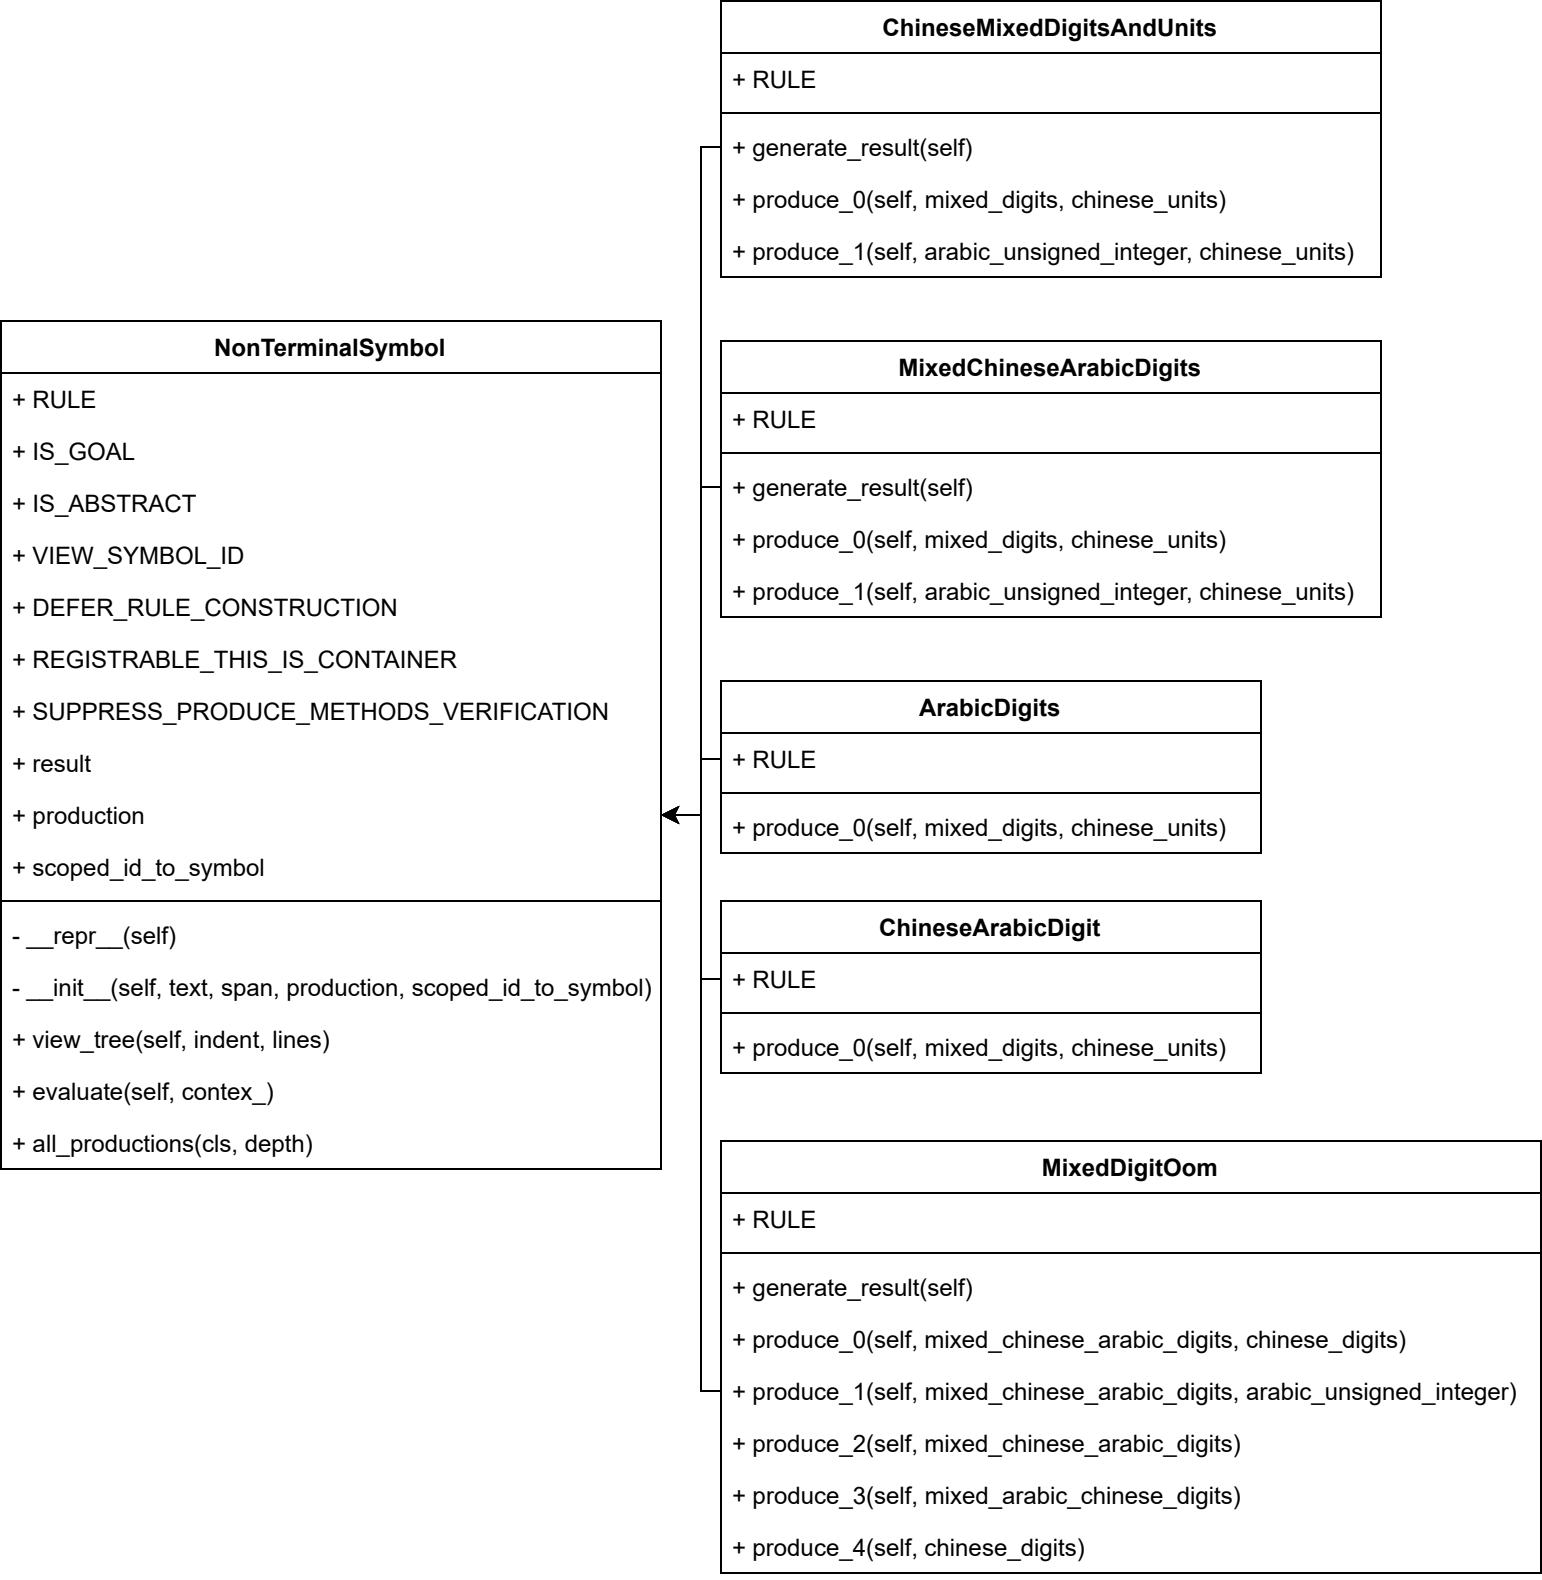 ChineseMixedDigitsAndUnits
+ RULE
+ generate_result(self)
+ produce_0(self, mixed_digits, chinese_units)
+ produce_1(self, arabic_unsigned_integer, chinese_units)
NonTerminalSymbol
+ RULE
+ IS_GOAL
+ IS_ABSTRACT
+ VIEW_SYMBOL_ID
+ DEFER_RULE_CONSTRUCTION
+ REGISTRABLE_THIS_IS_CONTAINER
+ SUPPRESS_PRODUCE_METHODS_VERIFICATION
+ result
+ production
+ scoped_id_to_symbol
- __repr__(self)
- __init__(self, text, span, production, scoped_id_to_symbol)
+ view_tree(self, indent, lines)
+ evaluate(self, contex_)
+ all_productions(cls, depth)
MixedChineseArabicDigits
+ RULE
+ generate_result(self)
+ produce_0(self, mixed_digits, chinese_units)
+ produce_1(self, arabic_unsigned_integer, chinese_units)
ArabicDigits
+ RULE
+ produce_0(self, mixed_digits, chinese_units)
ChineseArabicDigit
+ RULE
+ produce_0(self, mixed_digits, chinese_units)
MixedDigitOom
+ RULE
+ generate_result(self)
+ produce_0(self, mixed_chinese_arabic_digits, chinese_digits)
+ produce_1(self, mixed_chinese_arabic_digits, arabic_unsigned_integer)
+ produce_2(self, mixed_chinese_arabic_digits)
+ produce_3(self, mixed_arabic_chinese_digits)
+ produce_4(self, chinese_digits)